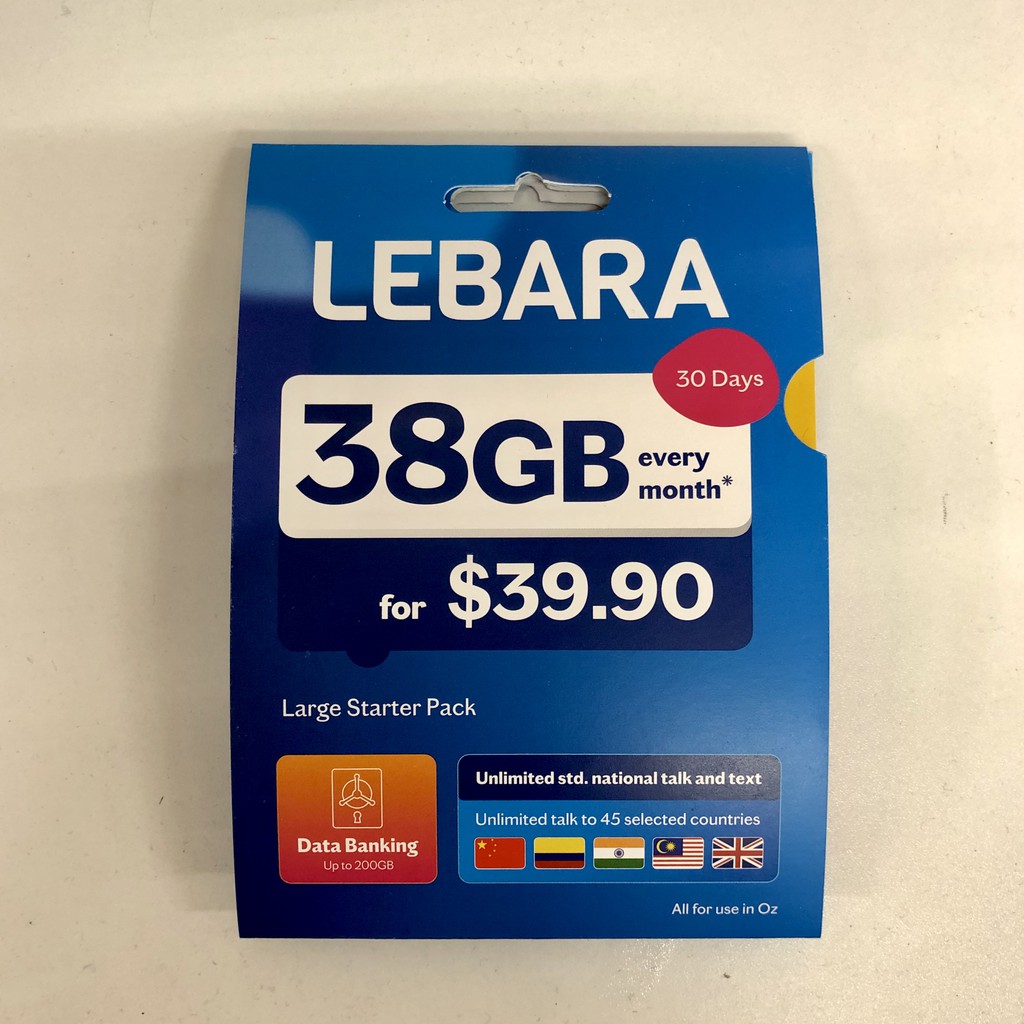 LEBARA
30 Days
38GB every
month*
for $39.90
Large Starter Pack
Data Banking
Up to 200GB
Unlimited std. national talk and text
Unlimited talk to 45 selected countries
All for use in Oz